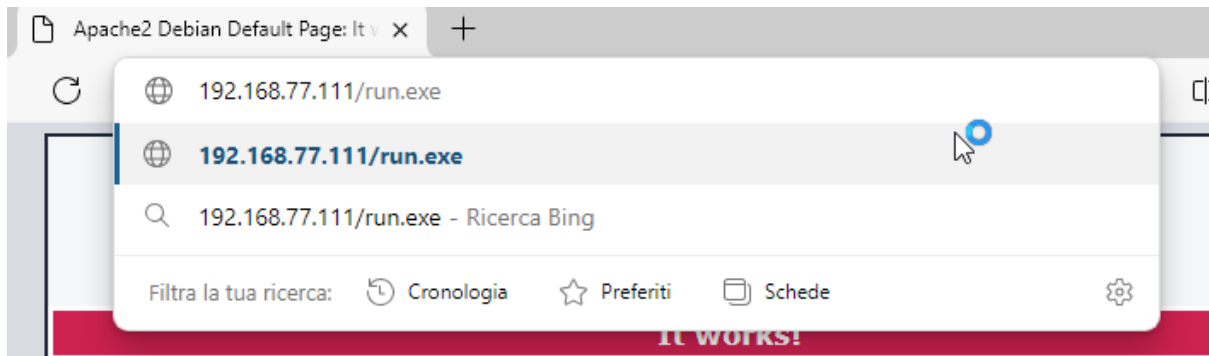 Apache2 Debian Default Page: It
192.168.77.111/run.exe
192.168.77.111/run.exe
192.168.77.111/run.exe - Ricerca Bing
Filtra la tua ricerca: Cronologia Preferiti Schede
It works!